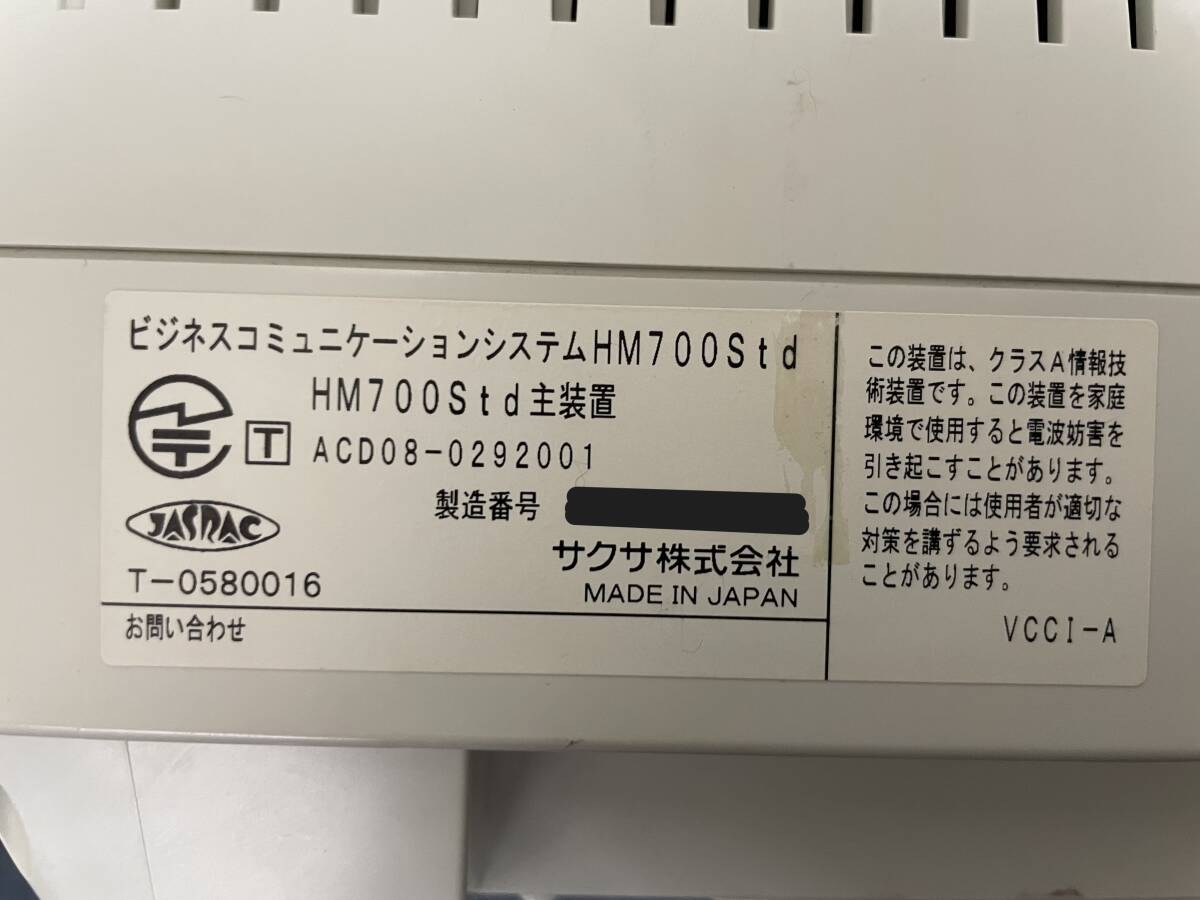 ビジネスコミュニケーションシステムHM700Std
HM700Std主装置
T ACD08-0292001
製造番号
JASRAC
サクサ株式会社
T-0580016
MADE IN JAPAN
お問い合わせ
この装置は、クラスA情報技
術装置です。この装置を家庭
環境で使用すると電波妨害を
引き起こすことがあります。
この場合には使用者が適切な
対策を講ずるよう要求される
ことがあります。
VCCI-A